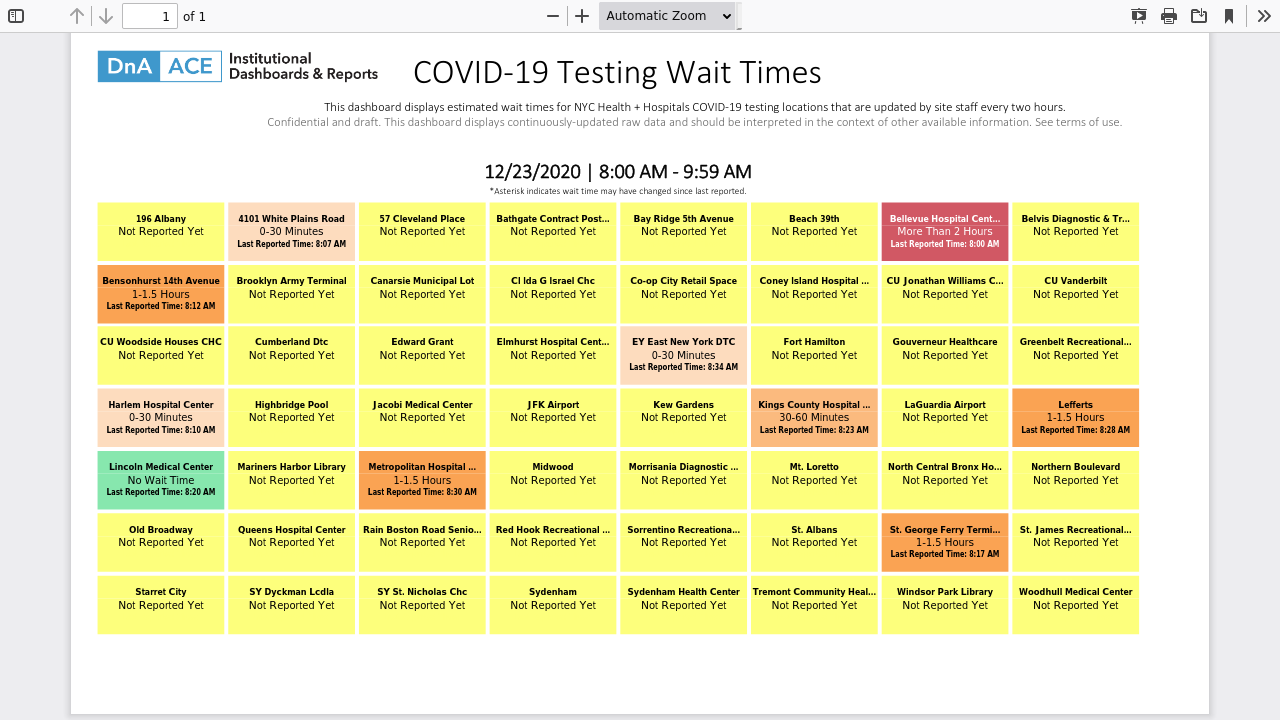 1 of 1 Automatic Zoom
DnA ACE Institutional Dashboards & Reports
COVID-19 Testing Wait Times
This dashboard displays estimated wait times for NYC Health + Hospitals COVID-19 testing locations that are updated by site staff every two hours.
Confidential and draft. This dashboard displays continuously-updated raw data and should be interpreted in the context of other available information. See terms of use.
12/23/2020 | 8:00 AM - 9:59 AM
*Asterisk indicates wait time may have changed since last reported.
196 Albany
Not Reported Yet
4101 White Plains Road
0-30 Minutes
Last Reported Time: 8:07 AM
57 Cleveland Place
Not Reported Yet
Bathgate Contract Post...
Not Reported Yet
Bay Ridge 5th Avenue
Not Reported Yet
Beach 39th
Not Reported Yet
Bellevue Hospital Cent...
More Than 2 Hours
Last Reported Time: 8:00 AM
Belvis Diagnostic & Tr...
Not Reported Yet
Bensonhurst 14th Avenue
1-1.5 Hours
Last Reported Time: 8:12 AM
Brooklyn Army Terminal
Not Reported Yet
Canarsie Municipal Lot
Not Reported Yet
CI Ida G Israel Chc
Not Reported Yet
Co-op City Retail Space
Not Reported Yet
Coney Island Hospital ...
Not Reported Yet
CU Jonathan Williams C...
Not Reported Yet
CU Vanderbilt
Not Reported Yet
CU Woodside Houses CHC
Not Reported Yet
Cumberland Dtc
Not Reported Yet
Edward Grant
Not Reported Yet
Elmhurst Hospital Cent...
Not Reported Yet
EY East New York DTC
0-30 Minutes
Last Reported Time: 8:34 AM
Fort Hamilton
Not Reported Yet
Gouverneur Healthcare
Not Reported Yet
Greenbelt Recreational...
Not Reported Yet
Harlem Hospital Center
0-30 Minutes
Last Reported Time: 8:10 AM
Highbridge Pool
Not Reported Yet
Jacobi Medical Center
Not Reported Yet
JFK Airport
Not Reported Yet
Kew Gardens
Not Reported Yet
Kings County Hospital ...
30-60 Minutes
Last Reported Time: 8:23 AM
LaGuardia Airport
Not Reported Yet
Lefferts
1-1.5 Hours
Last Reported Time: 8:28 AM
Lincoln Medical Center
No Wait Time
Last Reported Time: 8:20 AM
Mariners Harbor Library
Not Reported Yet
Metropolitan Hospital ...
1-1.5 Hours
Last Reported Time: 8:30 AM
Midwood
Not Reported Yet
Morrisania Diagnostic ...
Not Reported Yet
Mt. Loretto
Not Reported Yet
North Central Bronx Ho...
Not Reported Yet
Northern Boulevard
Not Reported Yet
Old Broadway
Not Reported Yet
Queens Hospital Center
Not Reported Yet
Rain Boston Road Senio...
Not Reported Yet
Red Hook Recreational ...
Not Reported Yet
Sorrentino Recreationa...
Not Reported Yet
St. Albans
Not Reported Yet
St. George Ferry Termi...
1-1.5 Hours
Last Reported Time: 8:17 AM
St. James Recreational...
Not Reported Yet
Starret City
Not Reported Yet
SY Dyckman Lcdla
Not Reported Yet
SY St. Nicholas Chc
Not Reported Yet
Sydenham
Not Reported Yet
Sydenham Health Center
Not Reported Yet
Tremont Community Heal...
Not Reported Yet
Windsor Park Library
Not Reported Yet
Woodhull Medical Center
Not Reported Yet